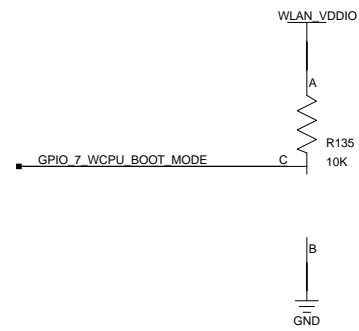 WLAN_VDDIO
A
R135
GPIO_7_WCPU_BOOT_MODE C 10K
B
GND